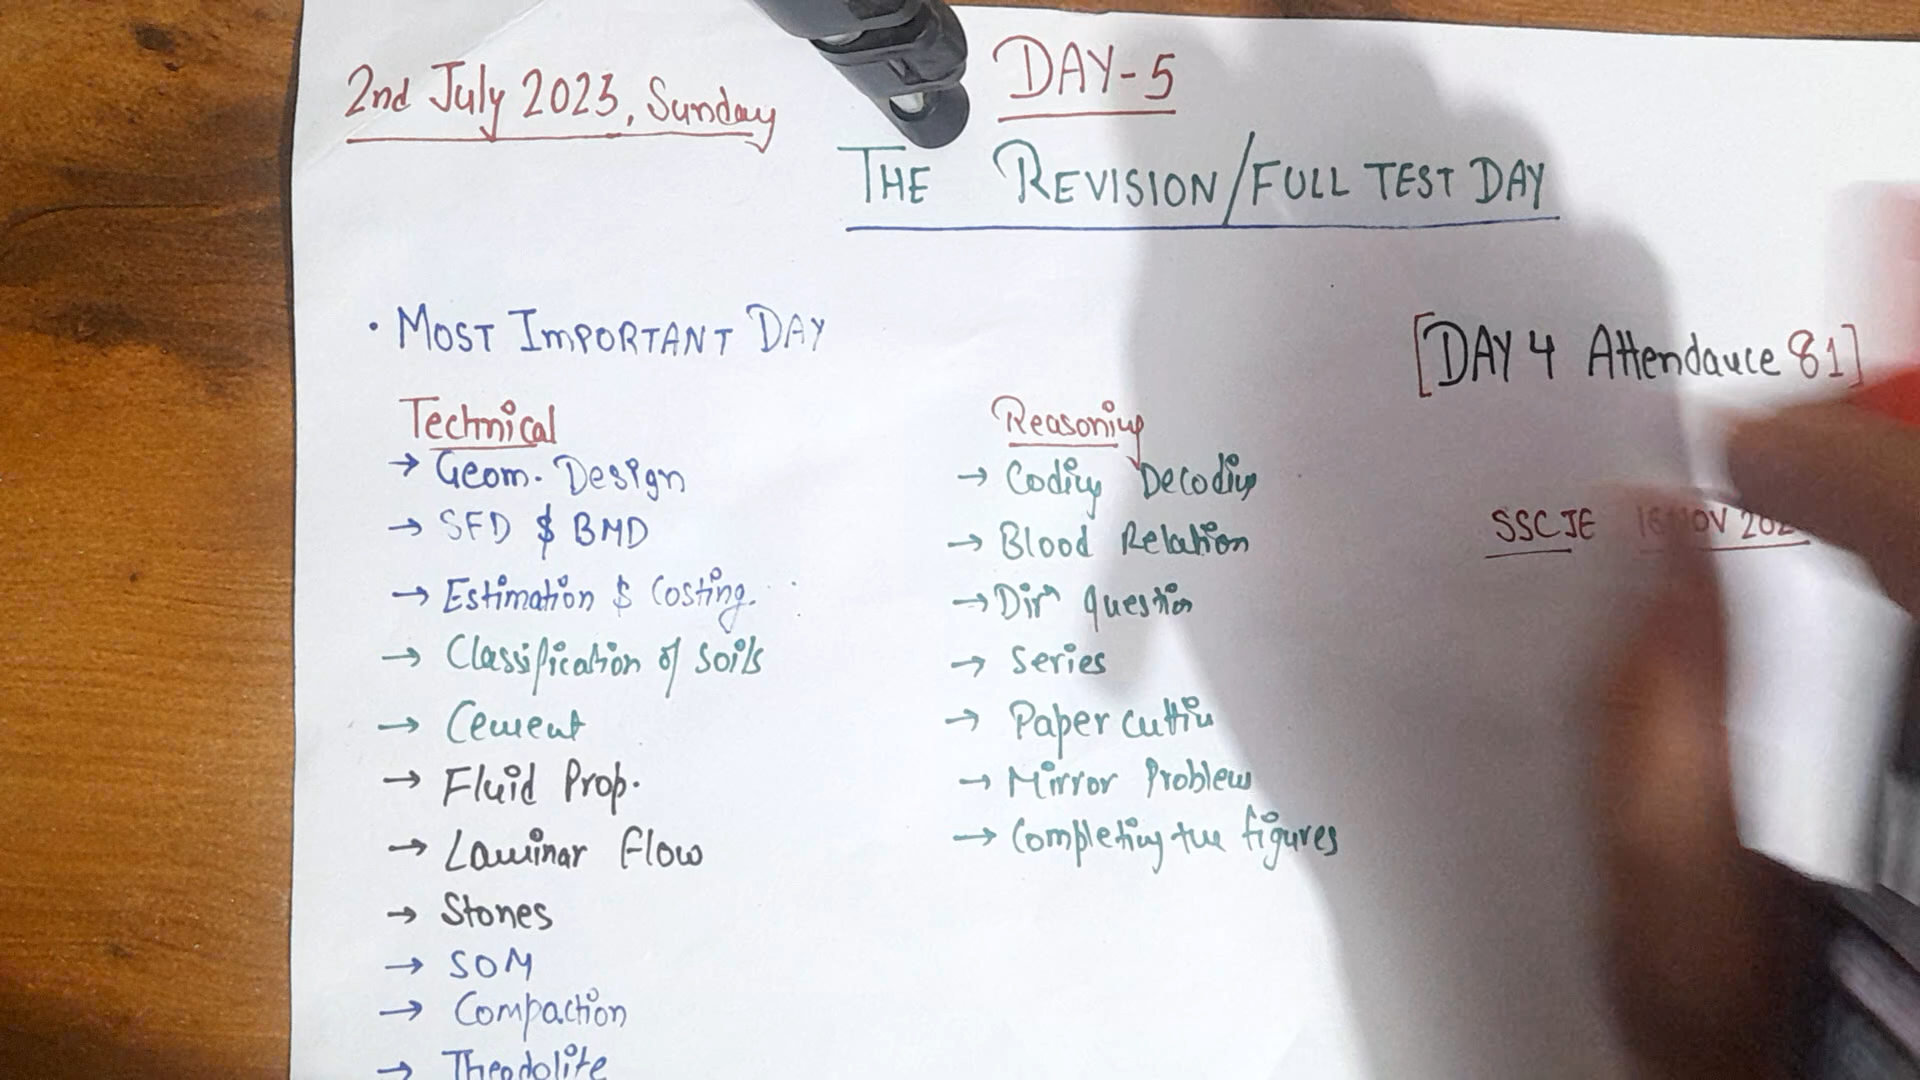 2nd July 2023, Sunday
DAY-5
THE REVISION/FULL TEST DAY
• MOST IMPORTANT DAY
[DAY 4 Attendance 81]
Technical
→ Geom. Design
→ SFD $ BMD
→ Estimation $ Costing.
→ Classification of Soils
→ Cement
→ Fluid Prop.
→ Laminar flow
→ Stones
→ SOM
→ Compaction
→ Theodolite
Reasoning
→ Coding Decoding
→ Blood Relation
→ Dirⁿ question
→ Series
→ Paper cutting
→ Mirror Problem
→ Completing the figures
SSC JE